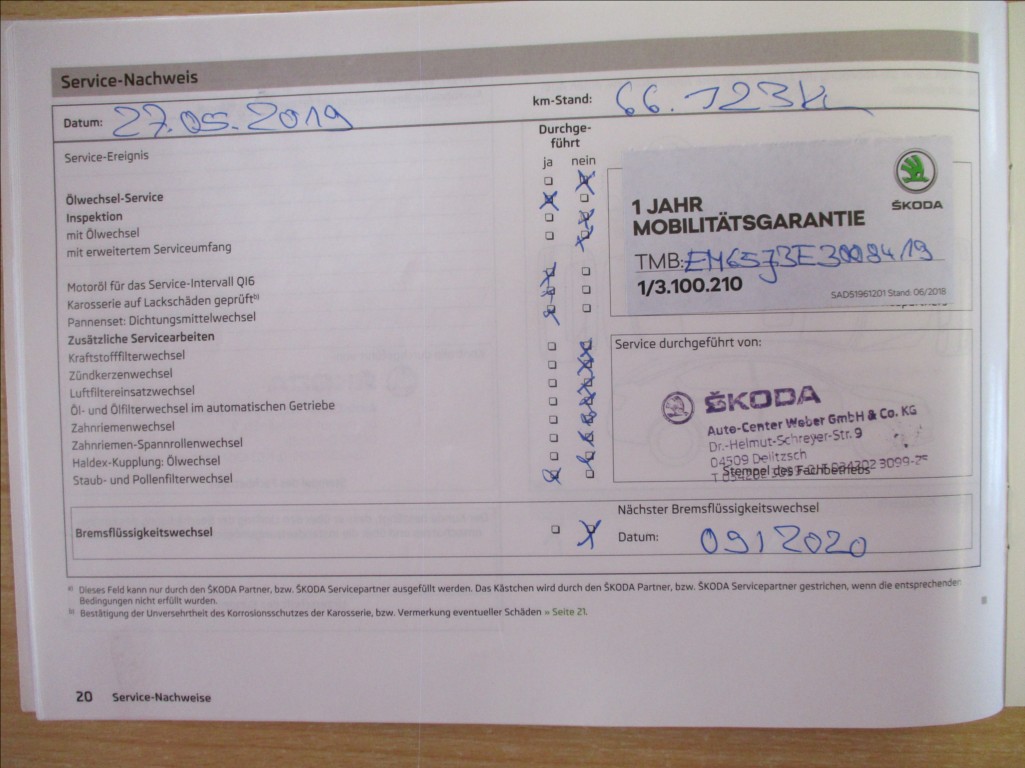 Service-Nachweis
Datum: 27.05.2019
km-Stand: 66.123 k
Durchge-
führt
Service-Ereignis
ja nein
Ölwechsel-Service
Inspektion
mit Ölwechsel
mit erweitertem Serviceumfang
Motoröl für das Service-Intervall QI6
Karosserie auf Lackschäden geprüft b)
Pannenset: Dichtungsmittelwechsel
Zusätzliche Servicearbeiten
Kraftstofffilterwechsel
Zündkerzenwechsel
Luftfiltereinsatzwechsel
Öl- und Ölfilterwechsel im automatischen Getriebe
Zahnriemenwechsel
Zahnriemen-Spannrollenwechsel
Haldex-Kupplung: Ölwechsel
Staub- und Pollenfilterwechsel
ŠKODA
1 JAHR
MOBILITÄTSGARANTIE
TMB:
1/3.100.210
SAD51961201 Stand: 06/2018
Service durchgeführt von:
ŠKODA
Auto-Center Weber GmbH & Co. KG
Dr.-Helmut-Schreyer-Str. 9
04509 Delitzsch
Stempel des Fachbetriebs
Bremsflüssigkeitswechsel
Nächster Bremsflüssigkeitswechsel
Datum: 09/2020
a) Dieses Feld kann nur durch den ŠKODA Partner, bzw. ŠKODA Servicepartner ausgefüllt werden. Das Kästchen wird durch den ŠKODA Partner, bzw. ŠKODA Servicepartner gestrichen, wenn die entsprechenden
Bedingungen nicht erfüllt wurden.
b) Bestätigung der Unversehrtheit des Korrosionsschutzes der Karosserie, bzw. Vermerkung eventueller Schäden » Seite 21.
20 Service-Nachweise